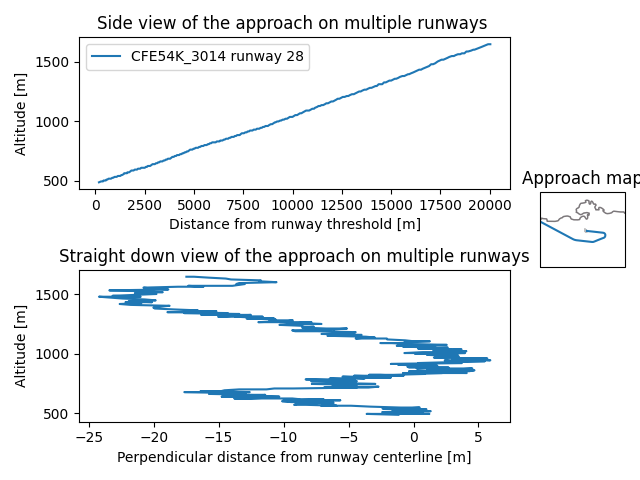 Side view of the approach on multiple runways
CFE54K_3014 runway 28
Altitude [m]
1500
1000
500
0 2500 5000 7500 10000 12500 15000 17500 20000
Distance from runway threshold [m]
Approach map
Straight down view of the approach on multiple runways
Altitude [m]
1500
1000
500
−25 −20 −15 −10 −5 0 5
Perpendicular distance from runway centerline [m]